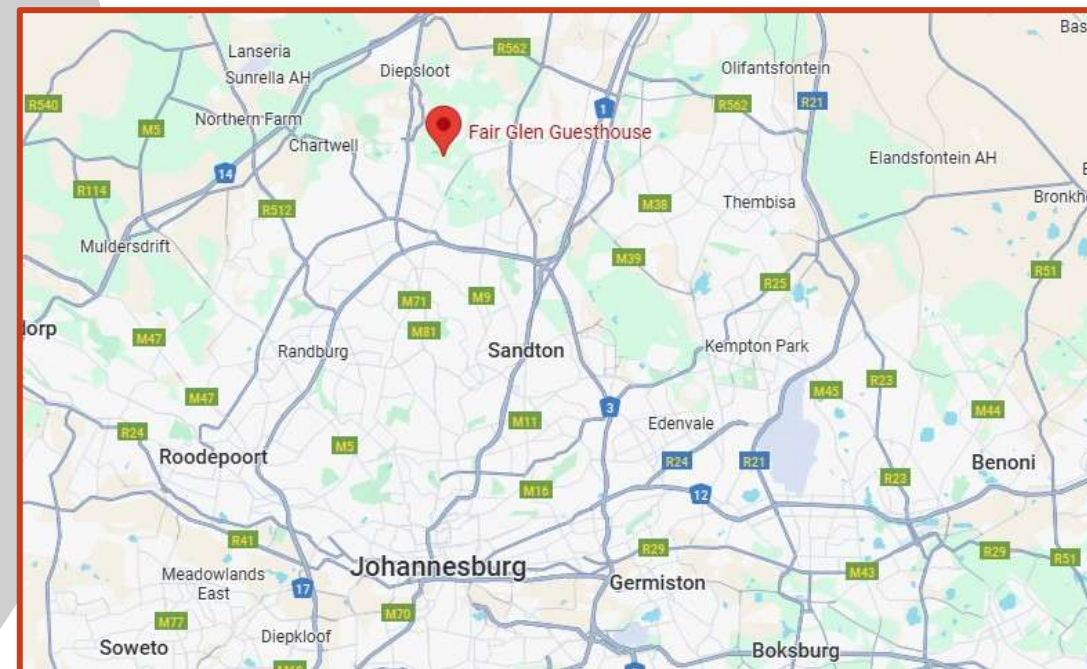 Lanseria
Sunrella AH
Diepsloot
R562
Olifantsfontein
R540
M5
Northern Farm
Chartwell
Fair Glen Guesthouse
1
R562
R21
Elandsfontein AH
14
R114
R512
M38
Thembisa
Muldersdrift
M39
R25
R51
M71
M9
M81
M47
Randburg
Sandton
Kempton Park
M47
M45
R23
R24
M5
M11
3
Edenvale
M44
Roodepoort
R24
R21
Benoni
M16
12
R23
R41
R29
R29
R51
Johannesburg
Meadowlands
East
17
M70
Germiston
M43
M77
Soweto
Diepkloof
Boksburg